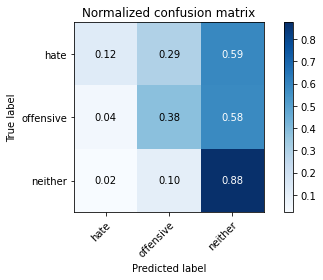 Normalized confusion matrix
True label
hate
offensive
neither
0.12 0.29 0.59
0.04 0.38 0.58
0.02 0.10 0.88
hate
offensive
neither
Predicted label
0.8
0.7
0.6
0.5
0.4
0.3
0.2
0.1